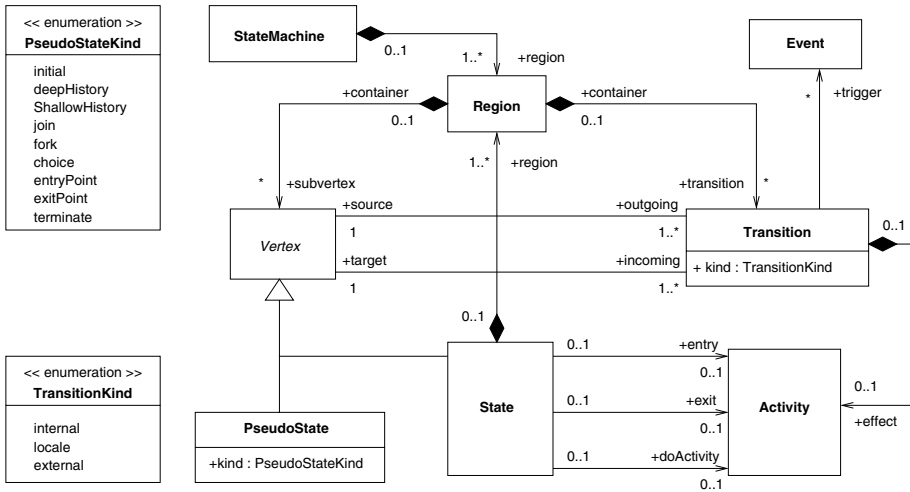 << enumeration >>
PseudoStateKind
initial
deepHistory
ShallowHistory
join
fork
choice
entryPoint
exitPoint
terminate
StateMachine
0..1
1..*
+region
Event
*
+trigger
+container
0..1
Region
+container
0..1
1..*
+region
*
+subvertex
+transition
*
Vertex
+source
1
+outgoing
1..*
+target
1
+incoming
1..*
Transition
+ kind : TransitionKind
0..1
0..1
<< enumeration >>
TransitionKind
internal
locale
external
PseudoState
+kind : PseudoStateKind
State
0..1
+entry
0..1
0..1
+exit
0..1
0..1
+doActivity
0..1
Activity
0..1
+effect